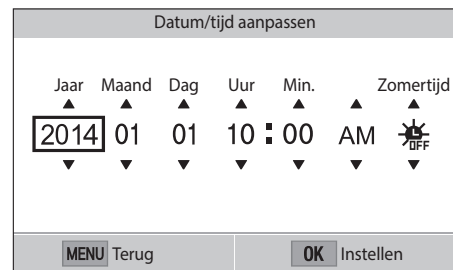 Datum/tijd aanpassen
Jaar Maand Dag Uur Min. Zomertijd
2014 01 01 10:00 AM OFF
MENU Terug OK Instellen